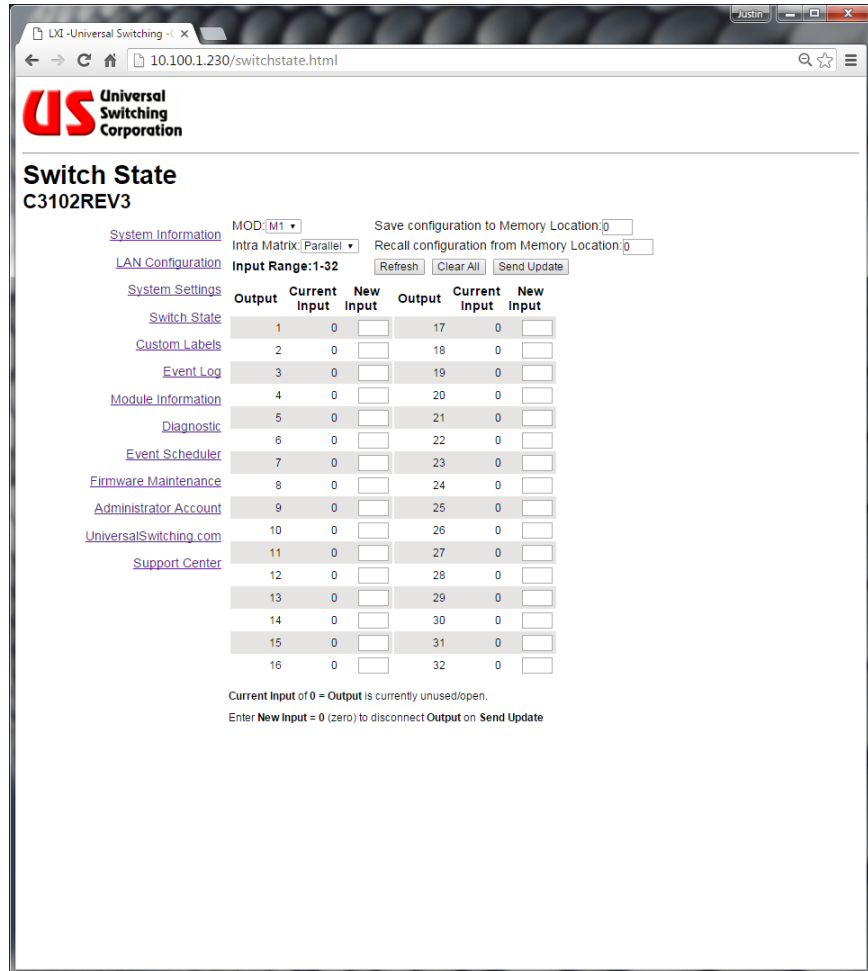 Justin
LXI -Universal Switching -(
10.100.1.230/switchstate.html
US Universal
Switching
Corporation
Switch State
C3102REV3
System Information
LAN Configuration
System Settings
Switch State
Custom Labels
Event Log
Module Information
Diagnostic
Event Scheduler
Firmware Maintenance
Administrator Account
UniversalSwitching.com
Support Center
MOD: M1 Save configuration to Memory Location: 0
Intra Matrix: Parallel Recall configuration from Memory Location: 0
Input Range:1-32 Refresh Clear All Send Update
Output Current Input New Input Output Current Input New Input
1 0 17 0
2 0 18 0
3 0 19 0
4 0 20 0
5 0 21 0
6 0 22 0
7 0 23 0
8 0 24 0
9 0 25 0
10 0 26 0
11 0 27 0
12 0 28 0
13 0 29 0
14 0 30 0
15 0 31 0
16 0 32 0
Current Input of 0 = Output is currently unused/open.
Enter New Input = 0 (zero) to disconnect Output on Send Update